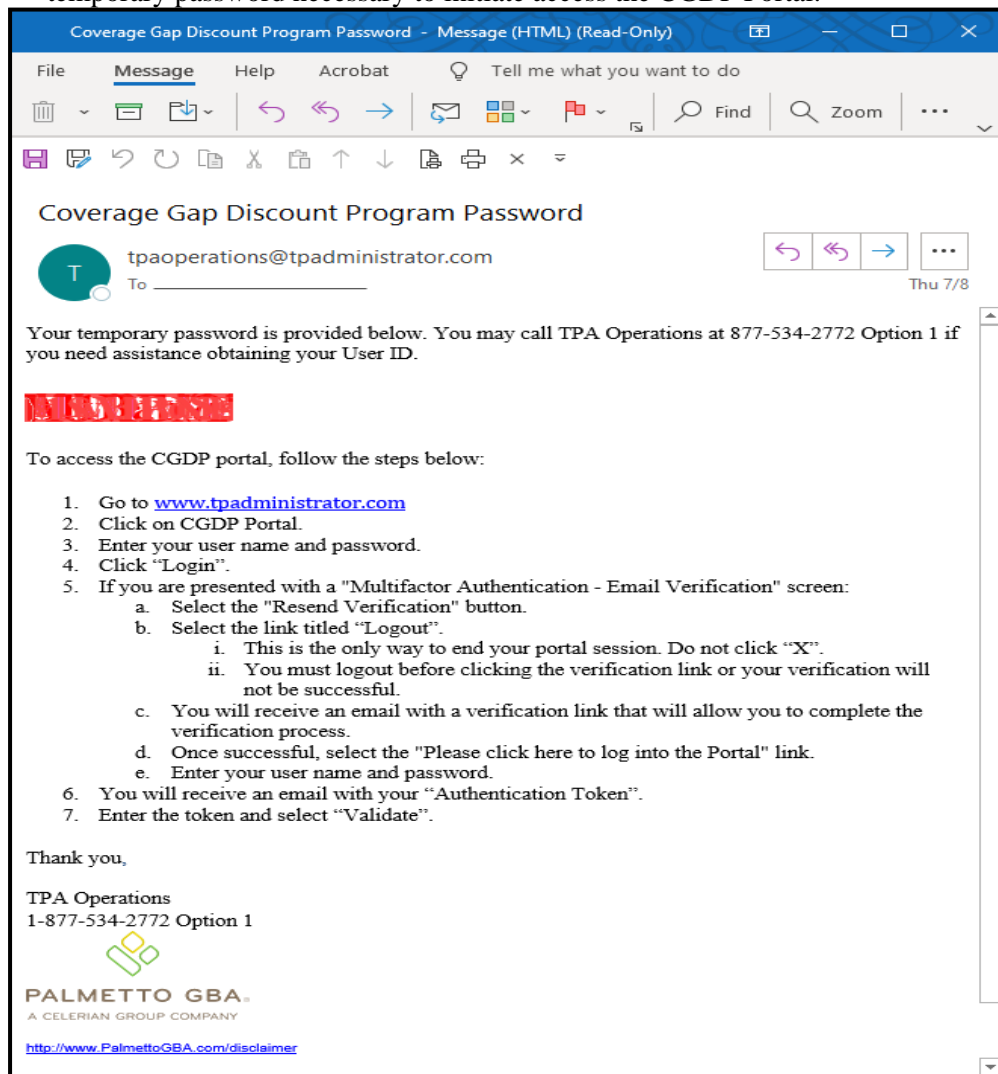 temporary password necessary to initiate access the CGDP Portal.
Coverage Gap Discount Program Password - Message (HTML) (Read-Only)
File Message Help Acrobat Tell me what you want to do
Find Zoom
Coverage Gap Discount Program Password
T
tpaoperations@tpadministrator.com
To
Thu 7/8
Your temporary password is provided below. You may call TPA Operations at 877-534-2772 Option 1 if
you need assistance obtaining your User ID.
To access the CGDP portal, follow the steps below:
1. Go to www.tpadministrator.com
2. Click on CGDP Portal.
3. Enter your user name and password.
4. Click “Login”.
5. If you are presented with a "Multifactor Authentication - Email Verification" screen:
a. Select the "Resend Verification" button.
b. Select the link titled “Logout”.
i. This is the only way to end your portal session. Do not click “X”.
ii. You must logout before clicking the verification link or your verification will
not be successful.
c. You will receive an email with a verification link that will allow you to complete the
verification process.
d. Once successful, select the "Please click here to log into the Portal" link.
e. Enter your user name and password.
6. You will receive an email with your “Authentication Token”.
7. Enter the token and select “Validate”.
Thank you,
TPA Operations
1-877-534-2772 Option 1
PALMETTO GBA®
A CELERIAN GROUP COMPANY
http://www.PalmettoGBA.com/disclaimer